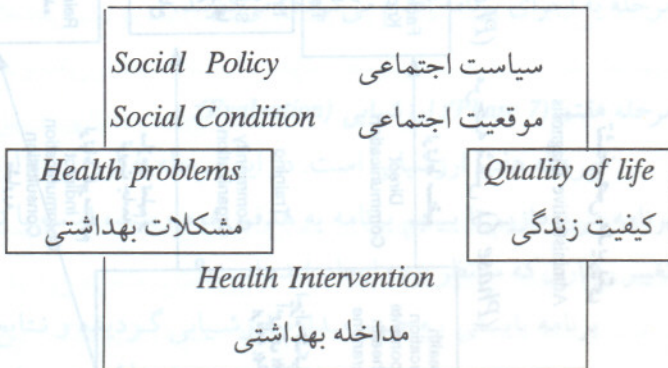 Social Policy سیاست اجتماعی
Social Condition موقعیت اجتماعی
Health problems
مشکلات بهداشتی
Quality of life
کیفیت زندگی
Health Intervention
مداخله بهداشتی